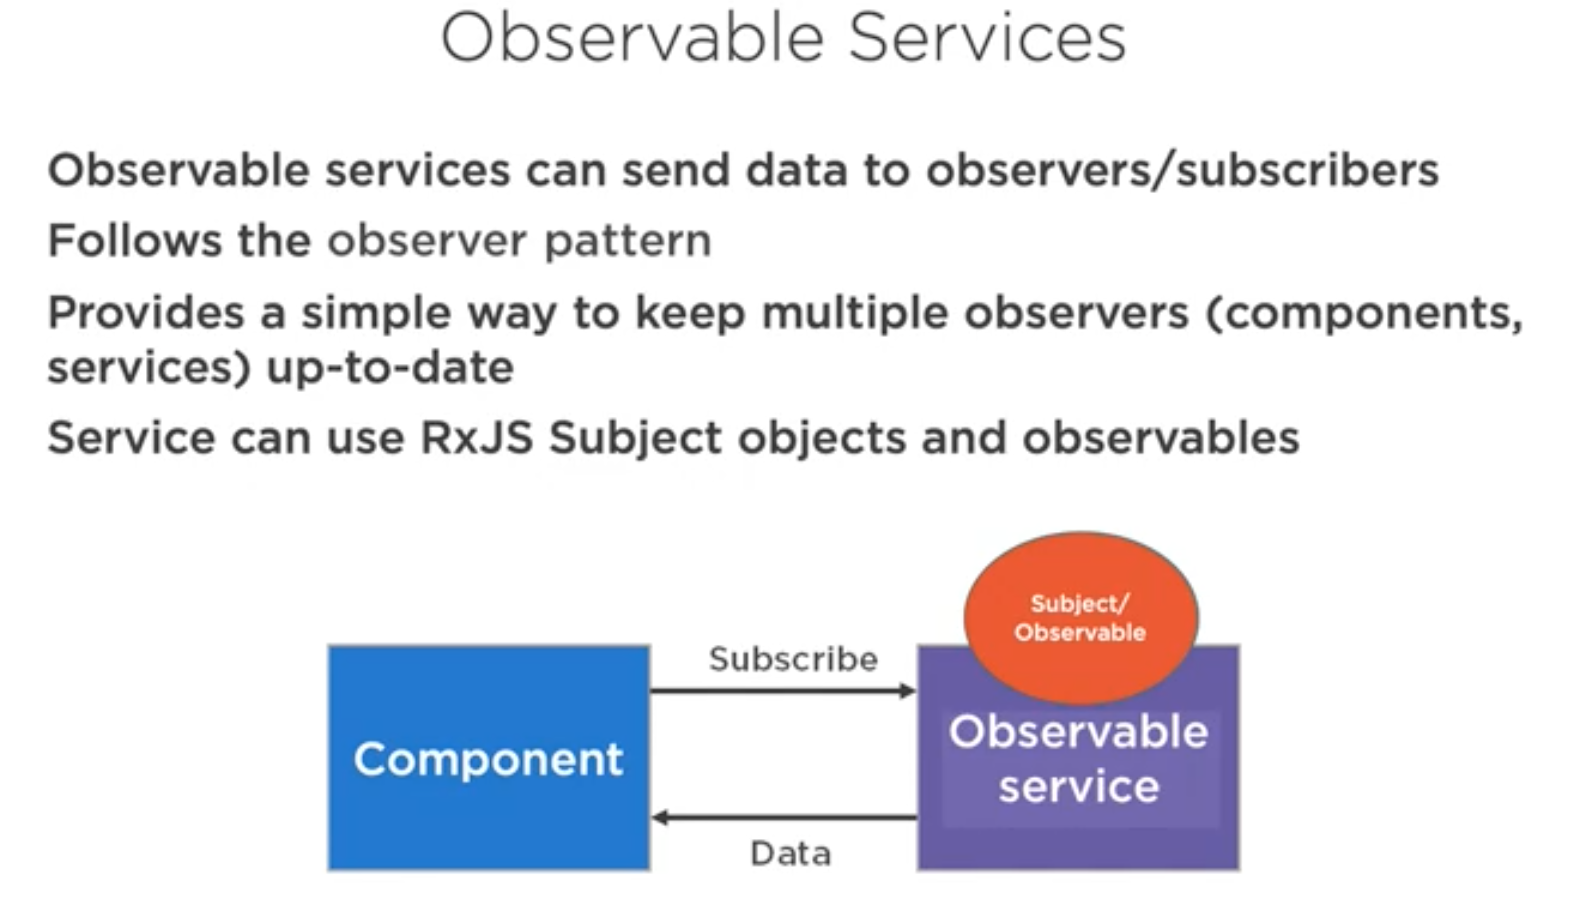 Observable Services
Observable services can send data to observers/subscribers
Follows the observer pattern
Provides a simple way to keep multiple observers (components,
services) up-to-date
Service can use RxJS Subject objects and observables
Subject/
Observable
Subscribe
Component
Observable
service
Data